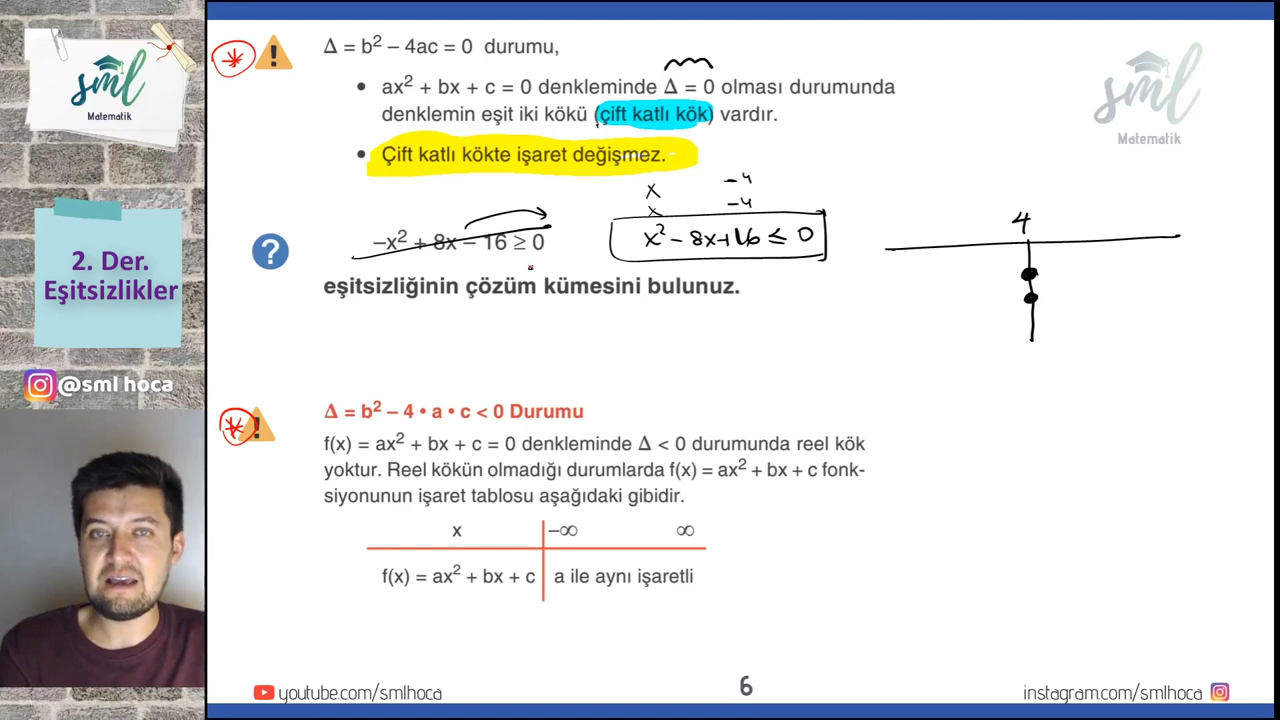 sml
Matematik
2. Der.
Eşitsizlikler
@sml hoca
Δ = b² – 4ac = 0 durumu,
• ax² + bx + c = 0 denkleminde Δ = 0 olması durumunda
denklemin eşit iki kökü (çift katlı kök) vardır.
• Çift katlı kökte işaret değişmez.
x -4
x -4
–x² + 8x – 16 ≥ 0
x² - 8x + 16 ≤ 0
4
?
eşitsizliğinin çözüm kümesini bulunuz.
sml
Matematik
Δ = b² – 4 • a • c < 0 Durumu
f(x) = ax² + bx + c = 0 denkleminde Δ < 0 durumunda reel kök
yoktur. Reel kökün olmadığı durumlarda f(x) = ax² + bx + c fonk-
siyonunun işaret tablosu aşağıdaki gibidir.
x –∞ ∞
f(x) = ax² + bx + c a ile aynı işaretli
youtube.com/smlhoca
6
instagram.com/smlhoca